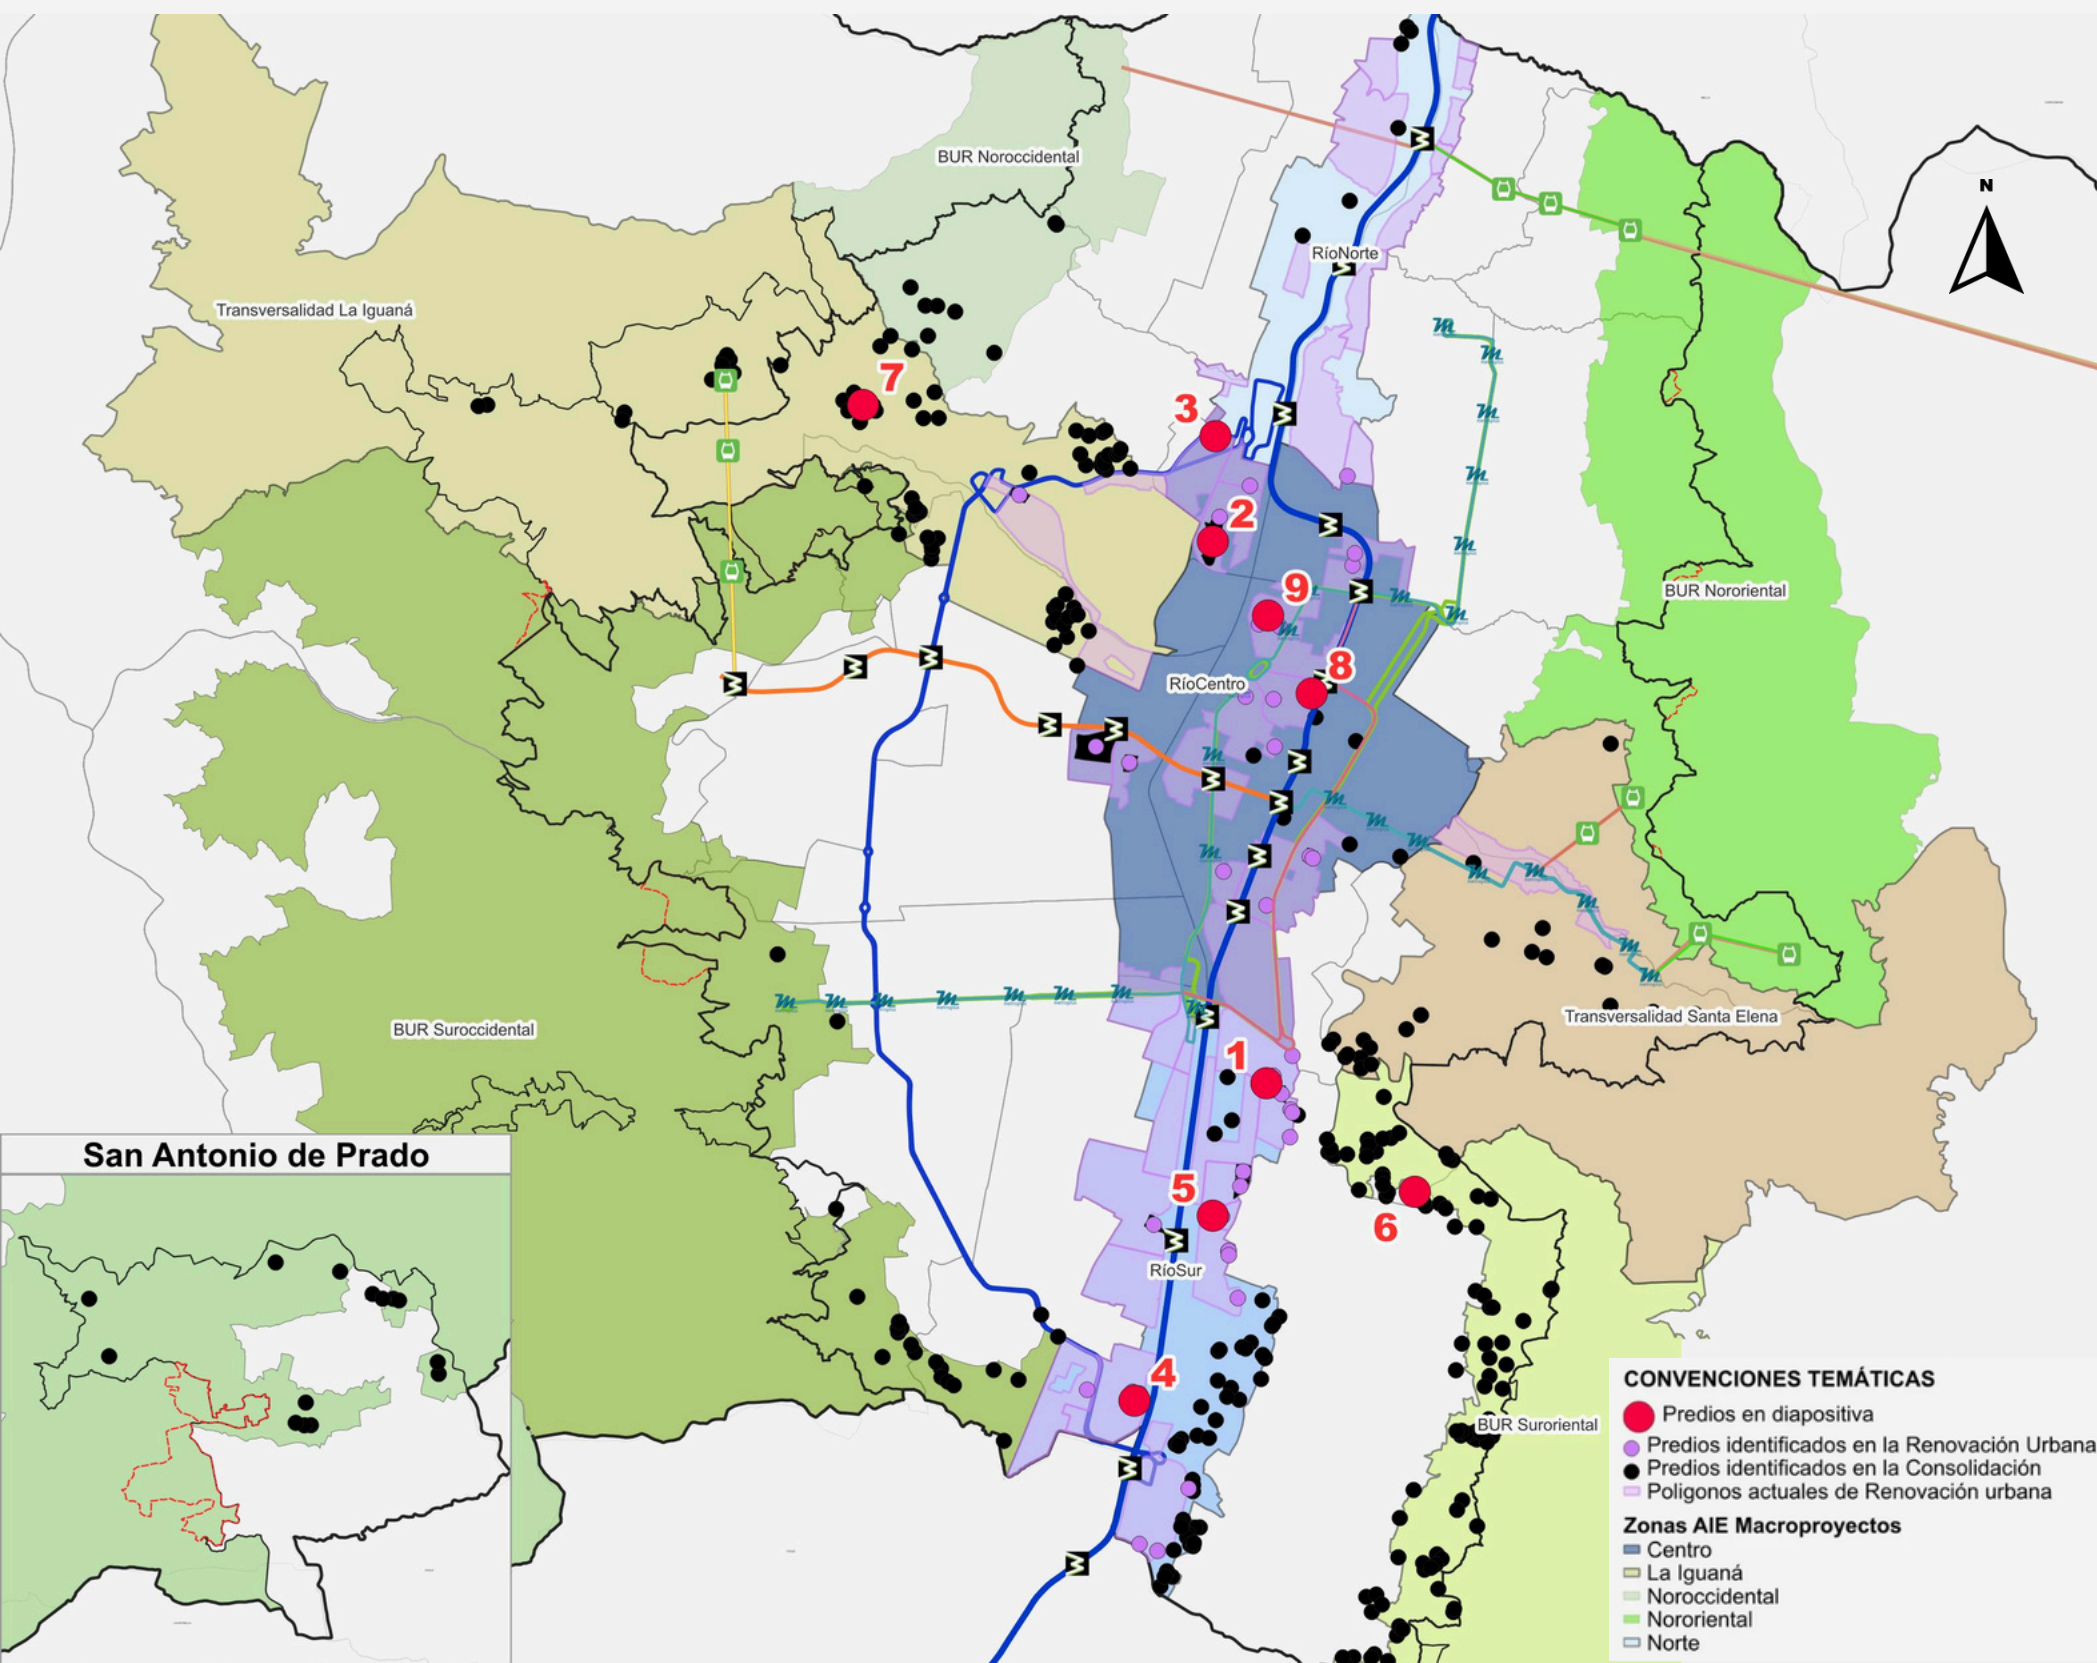 BUR Noroccidental
N
RíoNorte
Transversalidad La Iguaná
7
3
2
BUR Nororiental
9
8
RíoCentro
Transversalidad Santa Elena
BUR Suroccidental
1
San Antonio de Prado
5
6
RíoSur
4
BUR Suroriental
CONVENCIONES TEMÁTICAS
Predios en diapositiva
Predios identificados en la Renovación Urbana
Predios identificados en la Consolidación
Poligonos actuales de Renovación urbana
Zonas AIE Macroproyectos
Centro
La Iguaná
Noroccidental
Nororiental
Norte